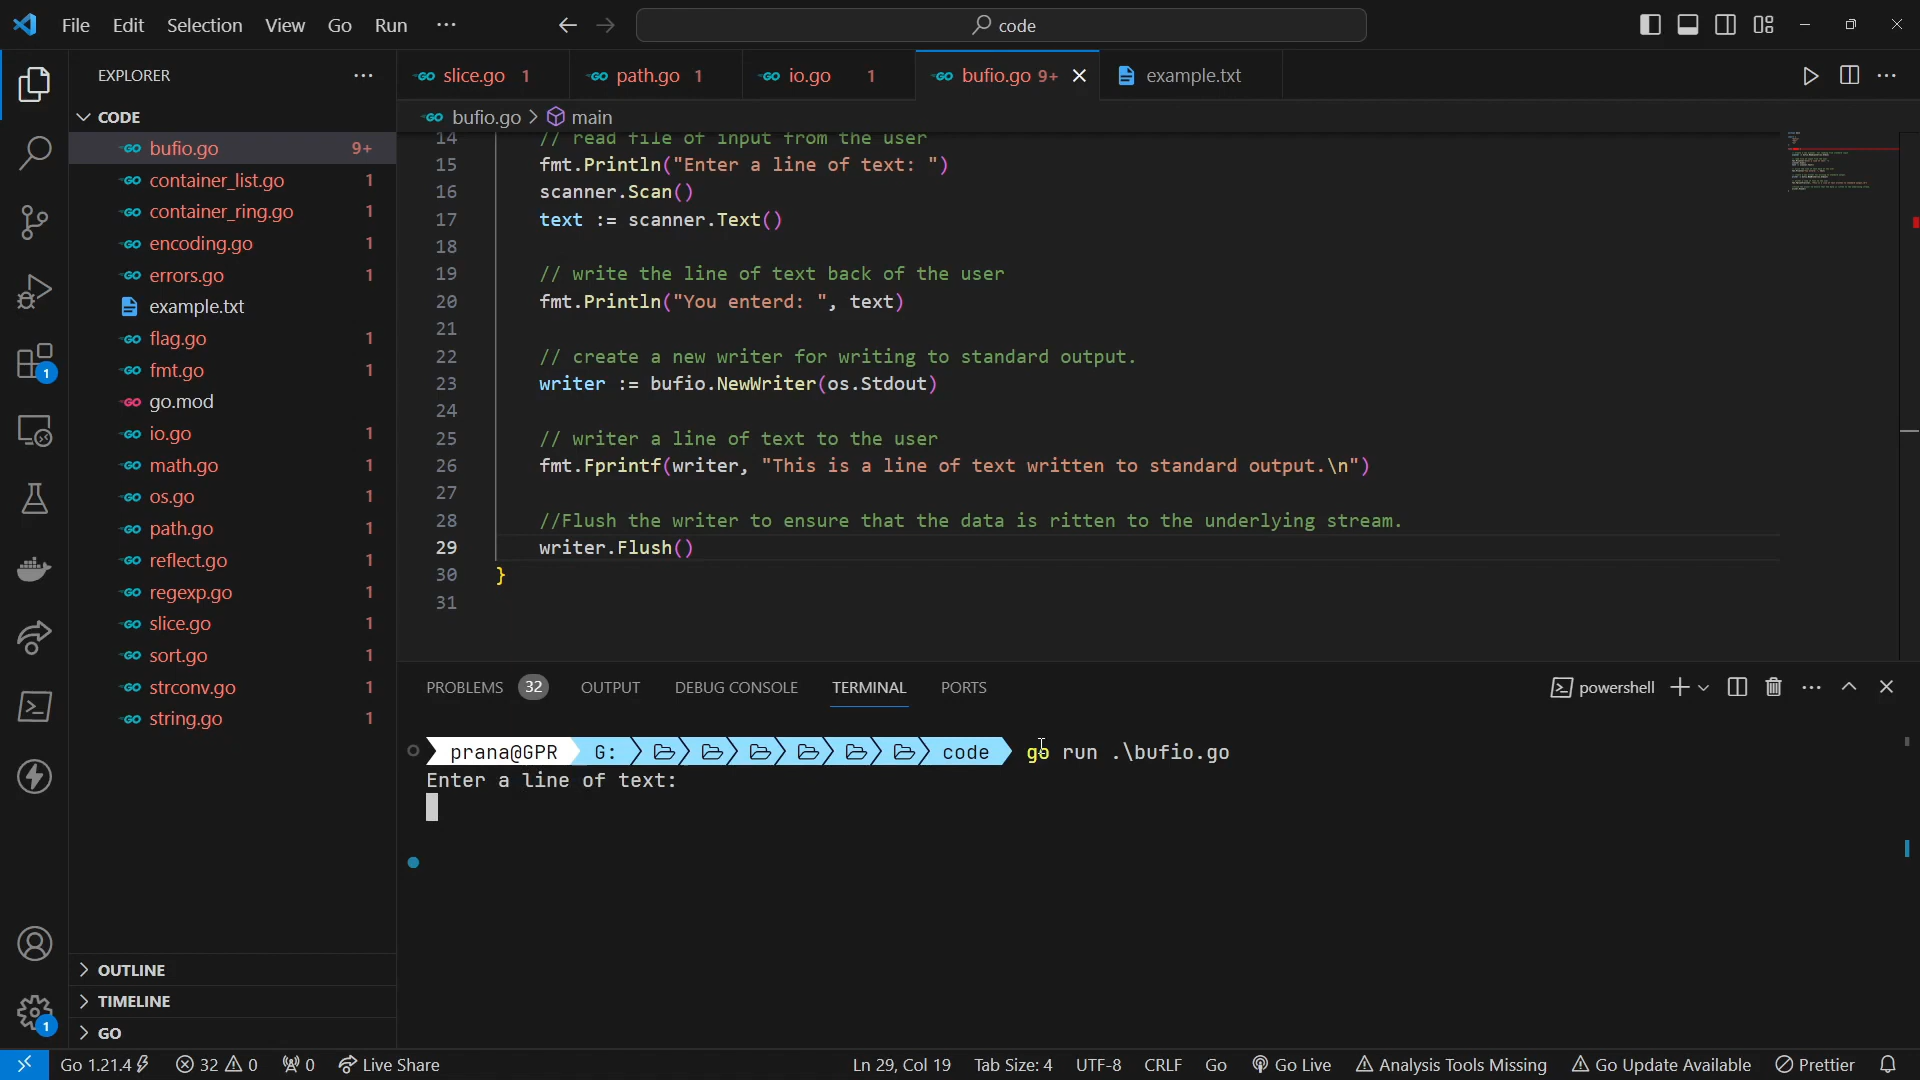 File Edit Selection View Go Run ···
code
EXPLORER
CODE
bufio.go 9+
container_list.go 1
container_ring.go 1
encoding.go 1
errors.go 1
example.txt
flag.go 1
fmt.go 1
go.mod
io.go 1
math.go 1
os.go 1
path.go 1
reflect.go 1
regexp.go 1
slice.go 1
sort.go 1
strconv.go 1
string.go 1
OUTLINE
TIMELINE
GO
slice.go 1 path.go 1 io.go 1 bufio.go 9+ example.txt
bufio.go > main
14 // read file of input from the user
15 fmt.Println("Enter a line of text: ")
16 scanner.Scan()
17 text := scanner.Text()
18
19 // write the line of text back of the user
20 fmt.Println("You enterd: ", text)
21
22 // create a new writer for writing to standard output.
23 writer := bufio.NewWriter(os.Stdout)
24
25 // writer a line of text to the user
26 fmt.Fprintf(writer, "This is a line of text written to standard output.\n")
27
28 //Flush the writer to ensure that the data is ritten to the underlying stream.
29 writer.Flush()
30 }
31
PROBLEMS 32 OUTPUT DEBUG CONSOLE TERMINAL PORTS powershell
prana@GPR G: code go run .\bufio.go
Enter a line of text:
1
1
Go 1.21.4 32 0 0 Live Share Ln 29, Col 19 Tab Size: 4 UTF-8 CRLF Go Go Live Analysis Tools Missing Go Update Available Prettier